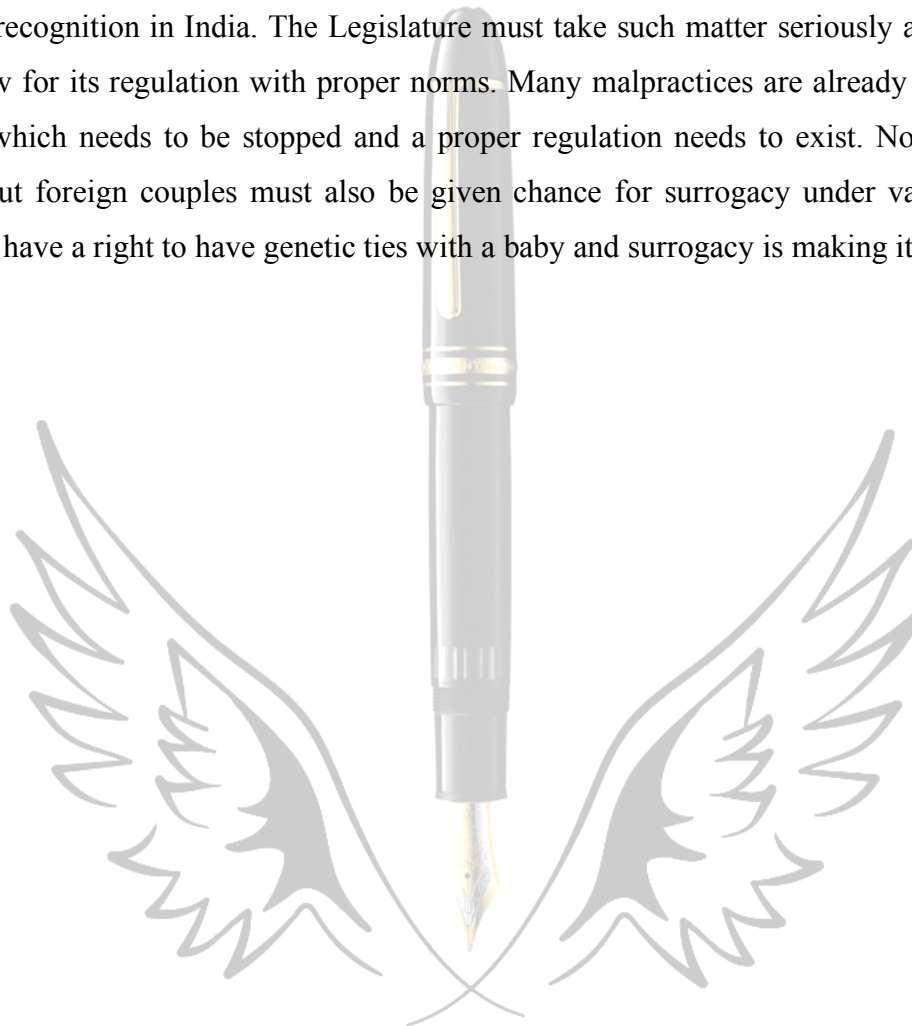 recognition in India. The Legislature must take such matter seriously a
for its regulation with proper norms. Many malpractices are already
which needs to be stopped and a proper regulation needs to exist. No
ut foreign couples must also be given chance for surrogacy under va
have a right to have genetic ties with a baby and surrogacy is making it